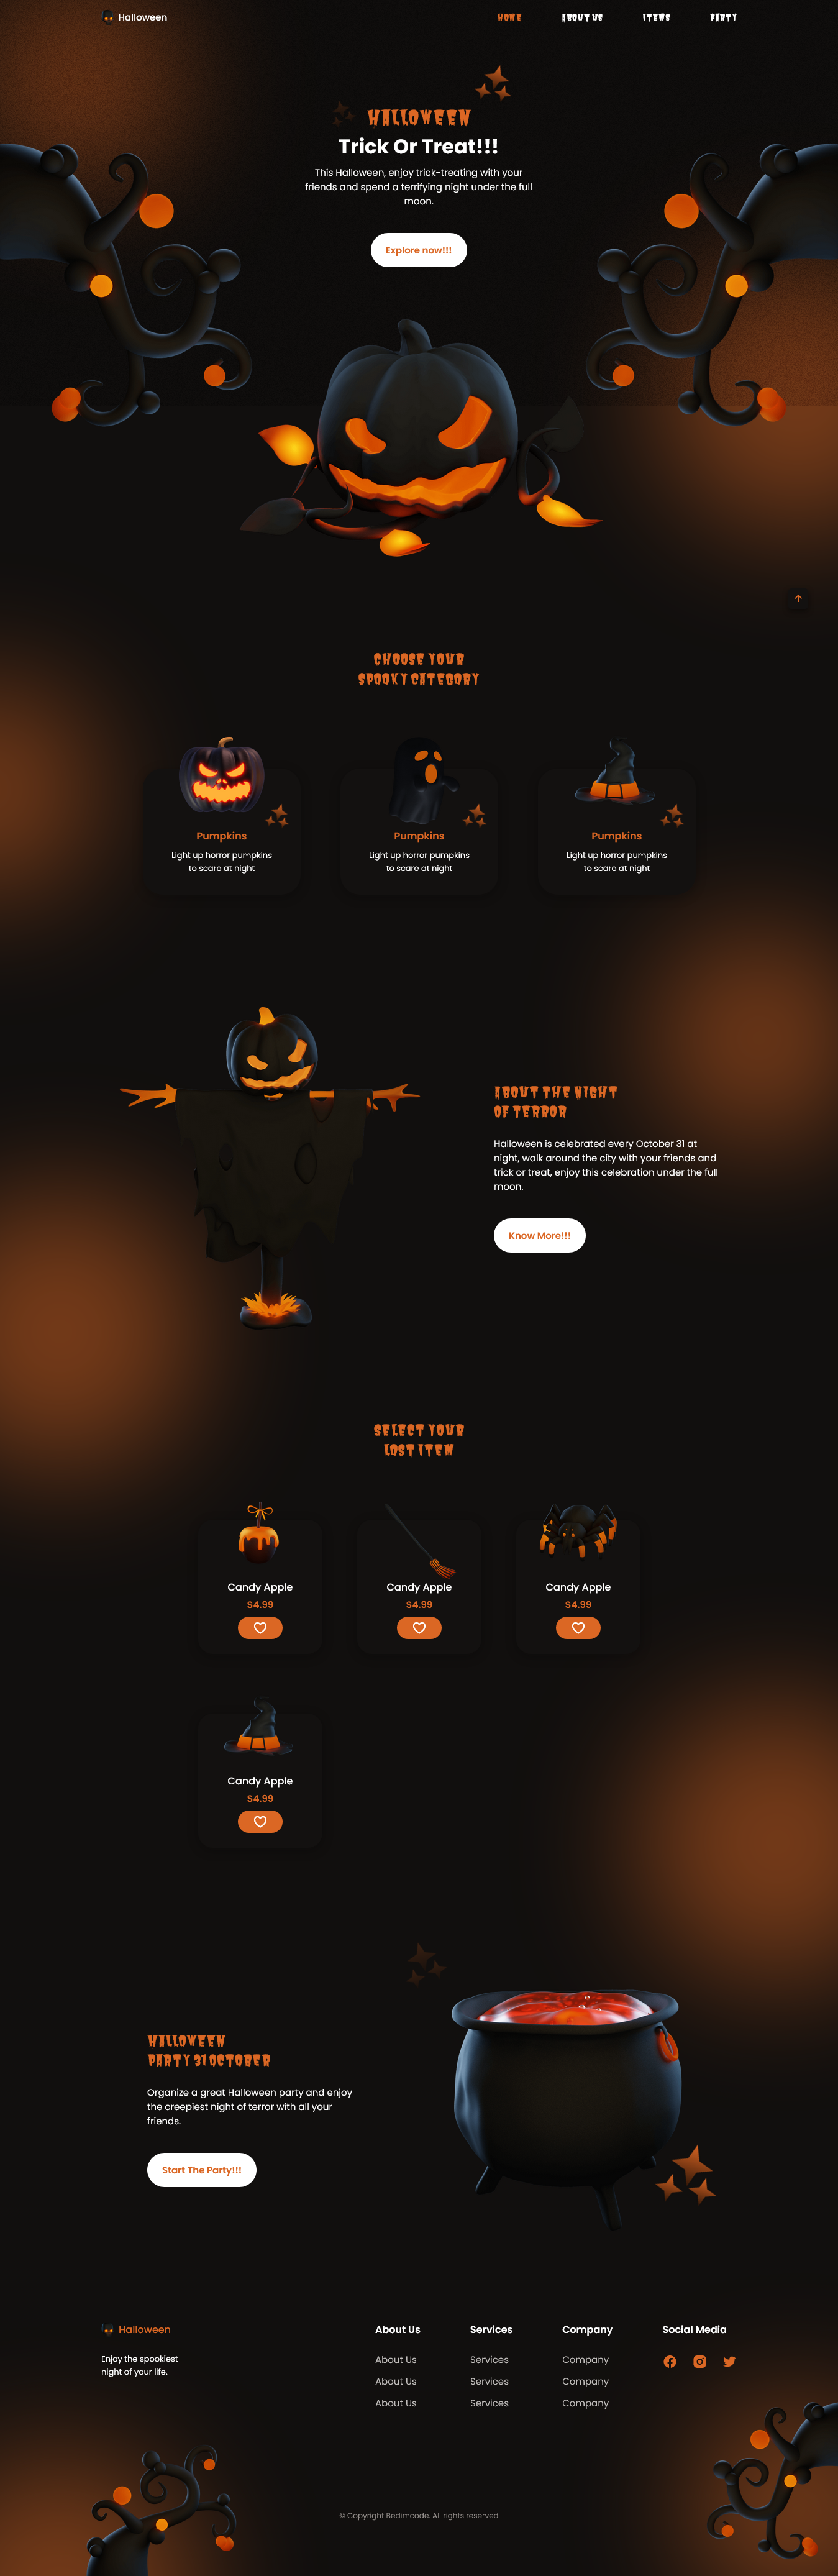 Halloween
HOME
ABOUT US
ITEMS
PARTY
HALLOWEEN
Trick Or Treat!!!
This Halloween, enjoy trick-treating with your
friends and spend a terrifying night under the full
moon.
Explore now!!!
CHOOSE YOUR
SPOOKY CATEGORY
Pumpkins
Light up horror pumpkins
to scare at night
Pumpkins
Light up horror pumpkins
to scare at night
Pumpkins
Light up horror pumpkins
to scare at night
ABOUT THE NIGHT
OF TERROR
Halloween is celebrated every October 31 at
night, walk around the city with your friends and
trick or treat, enjoy this celebration under the full
moon.
Know More!!!
SELECT YOUR
LOST ITEM
Candy Apple
$4.99
Candy Apple
$4.99
Candy Apple
$4.99
Candy Apple
$4.99
HALLOWEEN
PARTY 31 OCTOBER
Organize a great Halloween party and enjoy
the creepiest night of terror with all your
friends.
Start The Party!!!
Halloween
Enjoy the spookiest
night of your life.
About Us
About Us
About Us
About Us
Services
Services
Services
Services
Company
Company
Company
Company
Social Media
© Copyright Bedimcode. All rights reserved